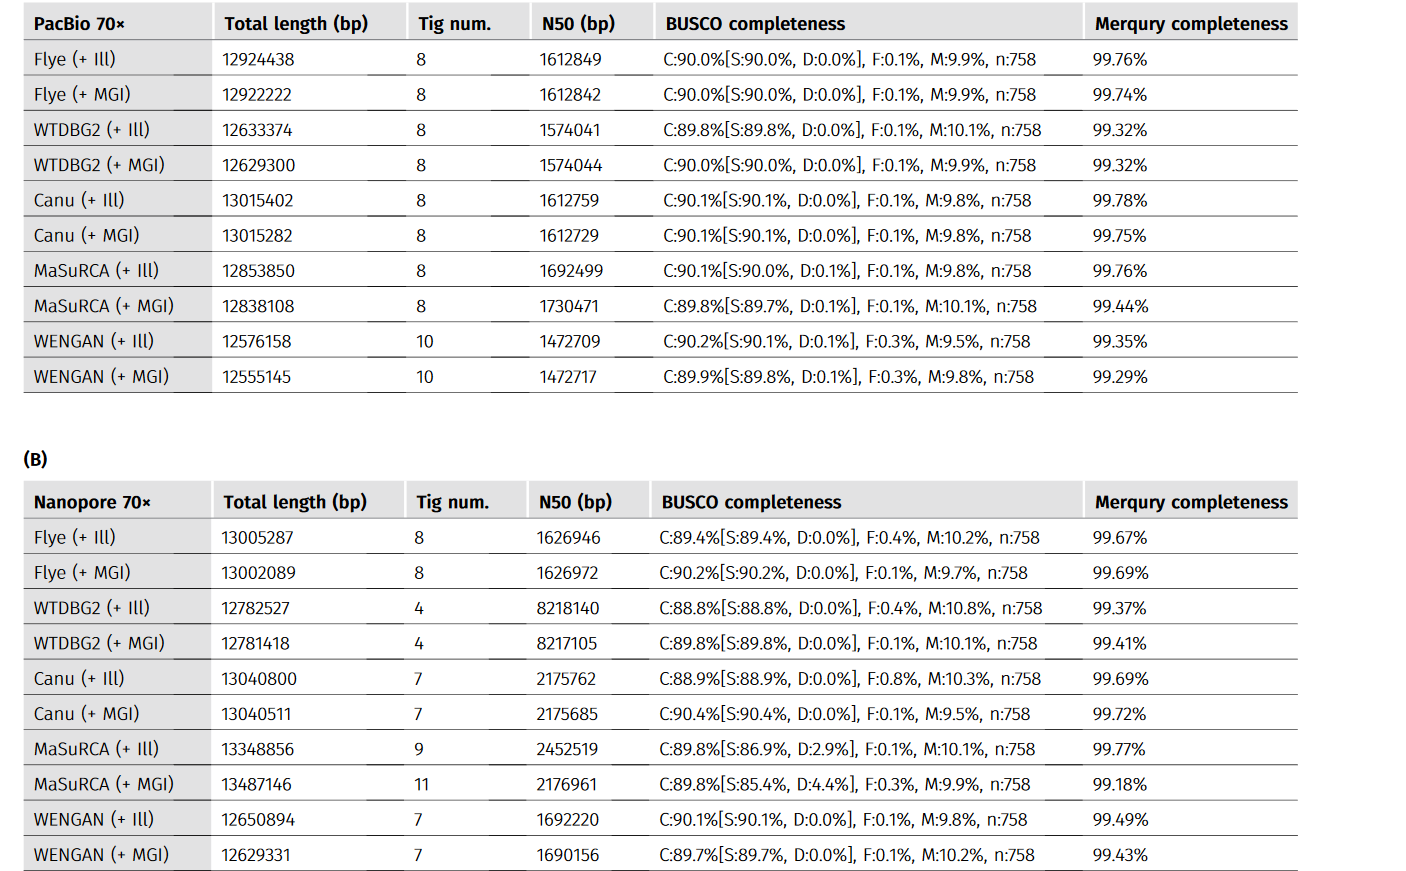 PacBio 70× Total length (bp) Tig num. N50 (bp) BUSCO completeness Merqury completeness
Flye (+ Ill) 12924438 8 1612849 C:90.0%[S:90.0%, D:0.0%], F:0.1%, M:9.9%, n:758 99.76%
Flye (+ MGI) 12922222 8 1612842 C:90.0%[S:90.0%, D:0.0%], F:0.1%, M:9.9%, n:758 99.74%
WTDBG2 (+ Ill) 12633374 8 1574041 C:89.8%[S:89.8%, D:0.0%], F:0.1%, M:10.1%, n:758 99.32%
WTDBG2 (+ MGI) 12629300 8 1574044 C:90.0%[S:90.0%, D:0.0%], F:0.1%, M:9.9%, n:758 99.32%
Canu (+ Ill) 13015402 8 1612759 C:90.1%[S:90.1%, D:0.0%], F:0.1%, M:9.8%, n:758 99.78%
Canu (+ MGI) 13015282 8 1612729 C:90.1%[S:90.1%, D:0.0%], F:0.1%, M:9.8%, n:758 99.75%
MaSuRCA (+ Ill) 12853850 8 1692499 C:90.1%[S:90.0%, D:0.1%], F:0.1%, M:9.8%, n:758 99.76%
MaSuRCA (+ MGI) 12838108 8 1730471 C:89.8%[S:89.7%, D:0.1%], F:0.1%, M:10.1%, n:758 99.44%
WENGAN (+ Ill) 12576158 10 1472709 C:90.2%[S:90.1%, D:0.1%], F:0.3%, M:9.5%, n:758 99.35%
WENGAN (+ MGI) 12555145 10 1472717 C:89.9%[S:89.8%, D:0.1%], F:0.3%, M:9.8%, n:758 99.29%
(B)
Nanopore 70× Total length (bp) Tig num. N50 (bp) BUSCO completeness Merqury completeness
Flye (+ Ill) 13005287 8 1626946 C:89.4%[S:89.4%, D:0.0%], F:0.4%, M:10.2%, n:758 99.67%
Flye (+ MGI) 13002089 8 1626972 C:90.2%[S:90.2%, D:0.0%], F:0.1%, M:9.7%, n:758 99.69%
WTDBG2 (+ Ill) 12782527 4 8218140 C:88.8%[S:88.8%, D:0.0%], F:0.4%, M:10.8%, n:758 99.37%
WTDBG2 (+ MGI) 12781418 4 8217105 C:89.8%[S:89.8%, D:0.0%], F:0.1%, M:10.1%, n:758 99.41%
Canu (+ Ill) 13040800 7 2175762 C:88.9%[S:88.9%, D:0.0%], F:0.8%, M:10.3%, n:758 99.69%
Canu (+ MGI) 13040511 7 2175685 C:90.4%[S:90.4%, D:0.0%], F:0.1%, M:9.5%, n:758 99.72%
MaSuRCA (+ Ill) 13348856 9 2452519 C:89.8%[S:86.9%, D:2.9%], F:0.1%, M:10.1%, n:758 99.77%
MaSuRCA (+ MGI) 13487146 11 2176961 C:89.8%[S:85.4%, D:4.4%], F:0.3%, M:9.9%, n:758 99.18%
WENGAN (+ Ill) 12650894 7 1692220 C:90.1%[S:90.1%, D:0.0%], F:0.1%, M:9.8%, n:758 99.49%
WENGAN (+ MGI) 12629331 7 1690156 C:89.7%[S:89.7%, D:0.0%], F:0.1%, M:10.2%, n:758 99.43%